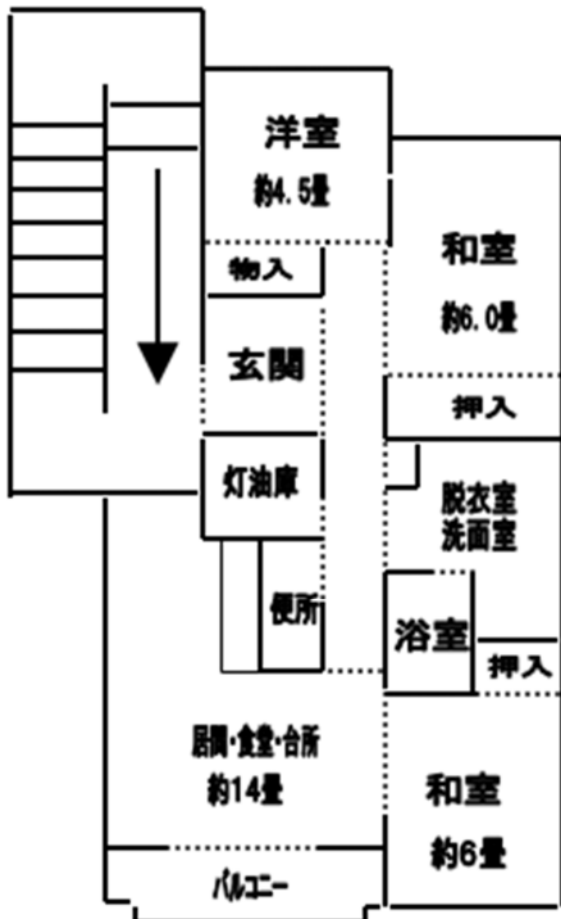 洋室
約4.5畳
物入
和室
約6.0畳
玄関
押入
灯油庫
脱衣室
洗面室
便所
浴室
押入
居間・食堂・台所
約14畳
和室
約6畳
バルコニー